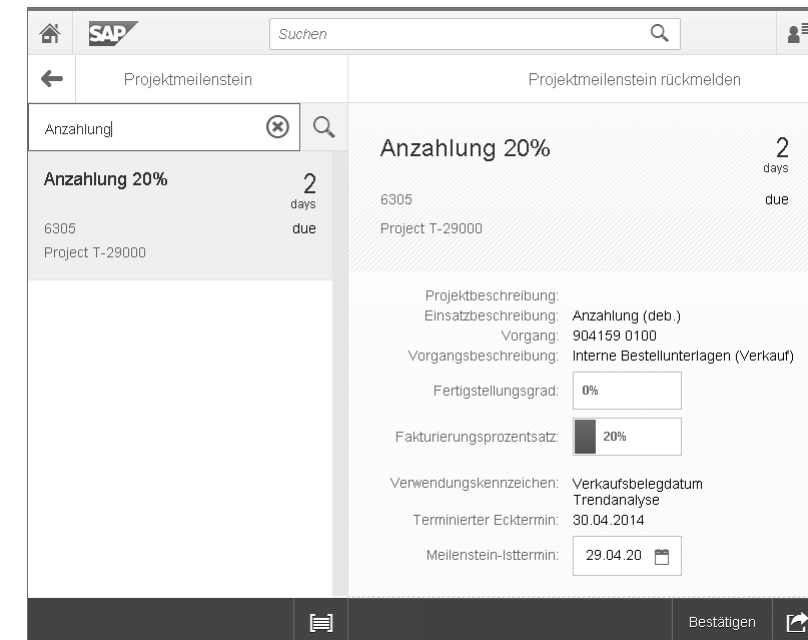 SAP
Suchen
Projektmeilenstein
Projektmeilenstein rückmelden
Anzahlung
Anzahlung 20%
2
days
6305
due
Project T-29000
Anzahlung 20%
2
days
6305
due
Project T-29000
Projektbeschreibung:
Einsatzbeschreibung: Anzahlung (deb.)
Vorgang: 904159 0100
Vorgangsbeschreibung: Interne Bestellunterlagen (Verkauf)
Fertigstellungsgrad: 0%
Fakturierungsprozentsatz: 20%
Verwendungskennzeichen: Verkaufsbelegdatum
Trendanalyse
Terminierter Ecktermin: 30.04.2014
Meilenstein-Isttermin: 29.04.20
Bestätigen